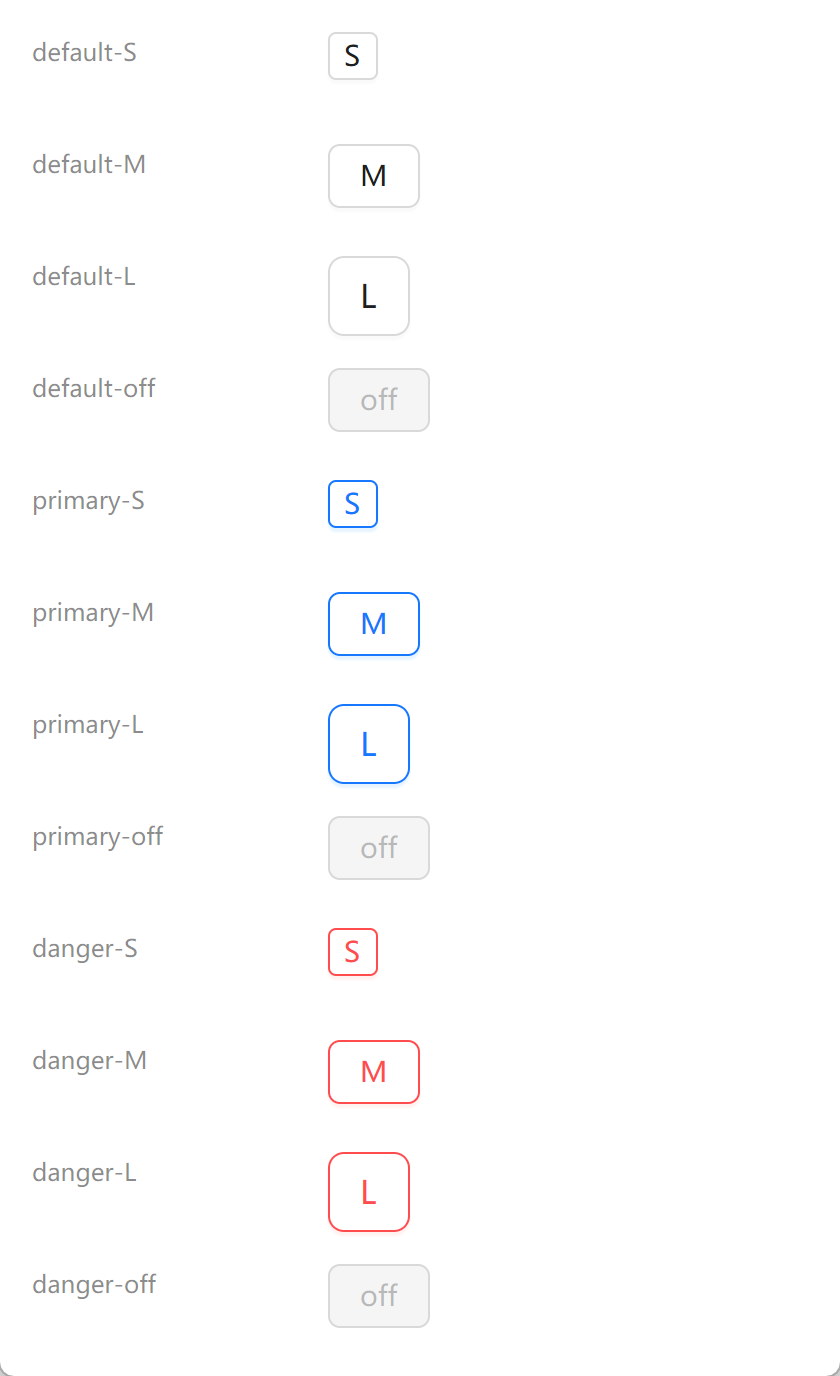 default-S S
default-M M
default-L L
default-off off
primary-S S
primary-M M
primary-L L
primary-off off
danger-S S
danger-M M
danger-L L
danger-off off